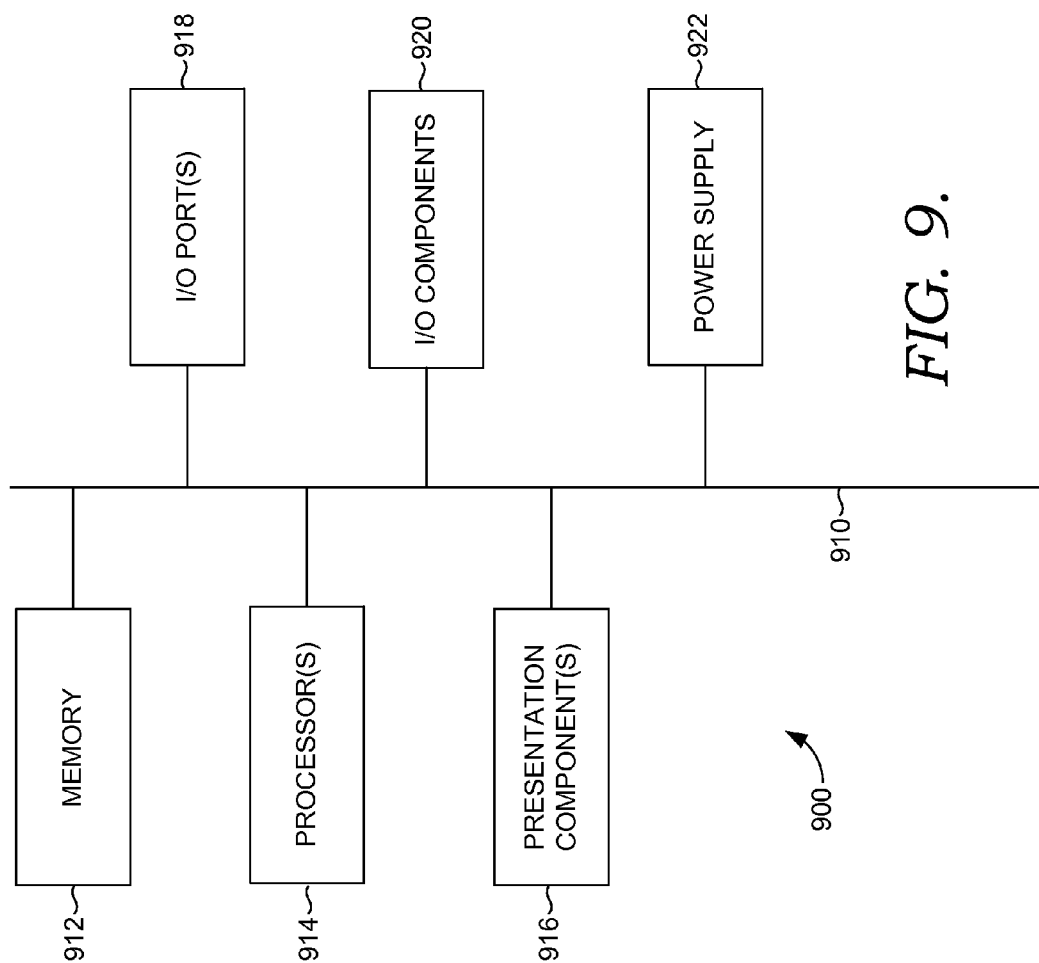 MEMORY
912
PROCESSOR(S)
914
PRESENTATION
COMPONENT(S)
916
I/O PORT(S)
918
I/O COMPONENTS
920
POWER SUPPLY
922
910
900
FIG. 9.